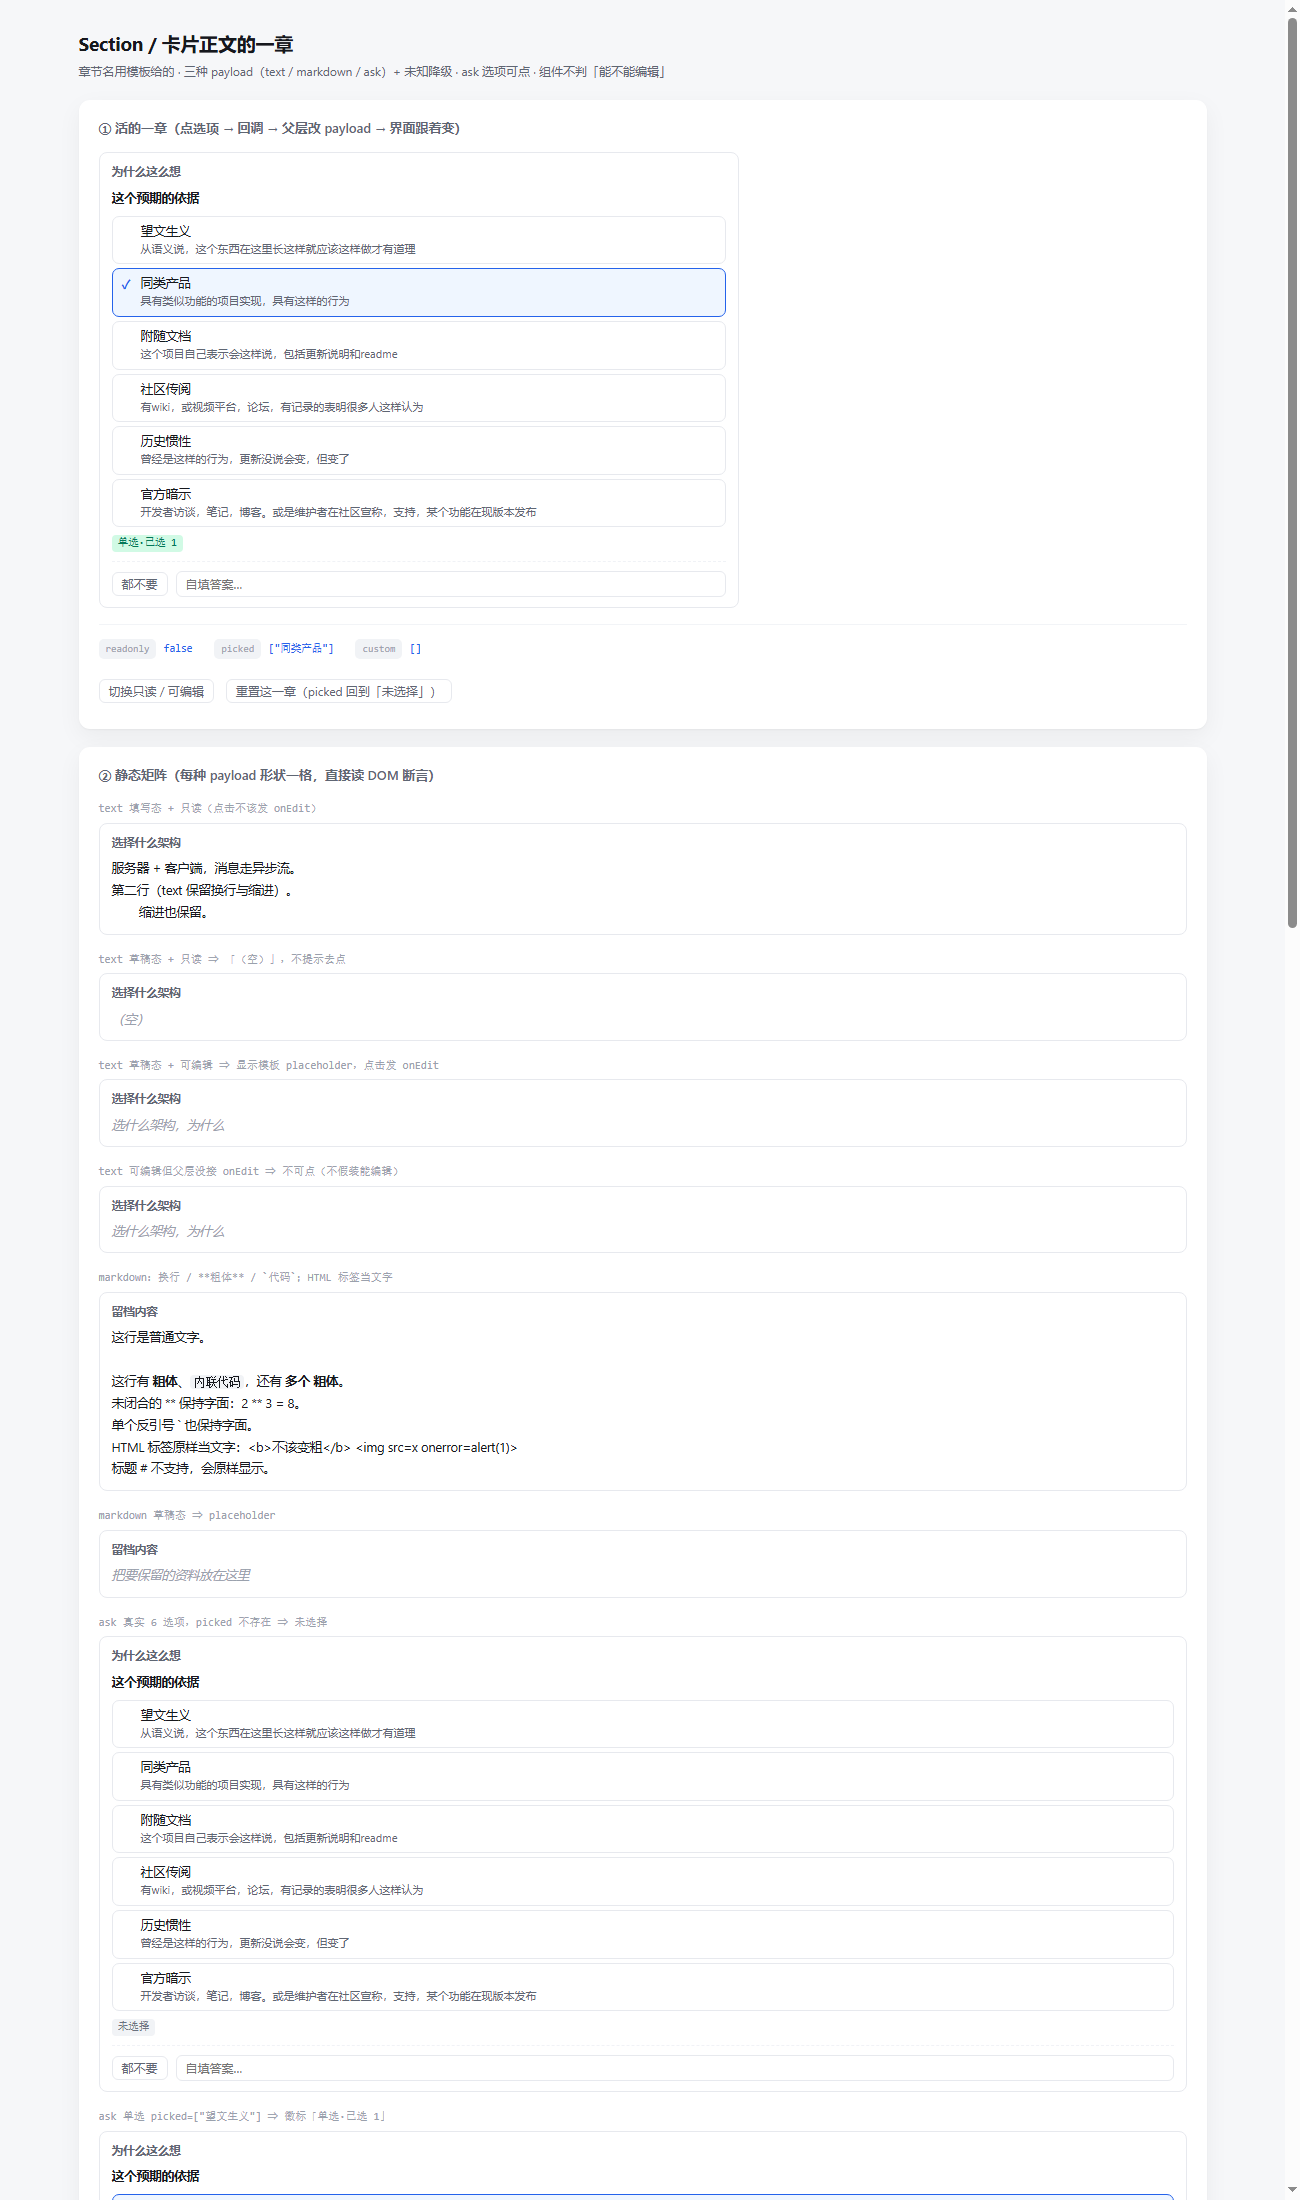 Section / 卡片正文的一章
章节名用模板给的 · 三种 payload（text / markdown / ask）+ 未知降级 · ask 选项可点 · 组件不判「能不能编辑」
① 活的一章（点选项 → 回调 → 父层改 payload → 界面跟着变）
为什么这么想
这个预期的依据
望文生义
从语义说，这个东西在这里长这样就应该这样做才有道理
✓ 同类产品
具有类似功能的项目实现，具有这样的行为
附随文档
这个项目自己表示会这样说，包括更新说明和readme
社区传阅
有wiki，或视频平台，论坛，有记录的表明很多人这样认为
历史惯性
曾经是这样的行为，更新没说会变，但变了
官方暗示
开发者访谈，笔记，博客。或是维护者在社区宣称，支持，某个功能在现版本发布
单选·已选 1
都不要 自填答案…
readonly false picked ["同类产品"] custom []
切换只读 / 可编辑 重置这一章（picked 回到「未选择」）
② 静态矩阵（每种 payload 形状一格，直接读 DOM 断言）
text 填写态 + 只读（点击不该发 onEdit）
选择什么架构
服务器 + 客户端，消息走异步流。
第二行（text 保留换行与缩进）。
缩进也保留。
text 草稿态 + 只读 ⇒ 「（空）」，不提示去点
选择什么架构
（空）
text 草稿态 + 可编辑 ⇒ 显示模板 placeholder，点击发 onEdit
选择什么架构
选什么架构，为什么
text 可编辑但父层没接 onEdit ⇒ 不可点（不假装能编辑）
选择什么架构
选什么架构，为什么
markdown：换行 / **粗体** / `代码`；HTML 标签当文字
留档内容
这行是普通文字。
这行有 粗体、内联代码，还有 多个 粗体。
未闭合的 ** 保持字面：2 ** 3 = 8。
单个反引号 ` 也保持字面。
HTML 标签原样当文字：<b>不该变粗</b> <img src=x onerror=alert(1)>
标题 # 不支持，会原样显示。
markdown 草稿态 ⇒ placeholder
留档内容
把要保留的资料放在这里
ask 真实 6 选项，picked 不存在 ⇒ 未选择
为什么这么想
这个预期的依据
望文生义
从语义说，这个东西在这里长这样就应该这样做才有道理
同类产品
具有类似功能的项目实现，具有这样的行为
附随文档
这个项目自己表示会这样说，包括更新说明和readme
社区传阅
有wiki，或视频平台，论坛，有记录的表明很多人这样认为
历史惯性
曾经是这样的行为，更新没说会变，但变了
官方暗示
开发者访谈，笔记，博客。或是维护者在社区宣称，支持，某个功能在现版本发布
未选择
都不要 自填答案…
ask 单选 picked=["望文生义"] ⇒ 徽标「单选·已选 1」
为什么这么想
这个预期的依据